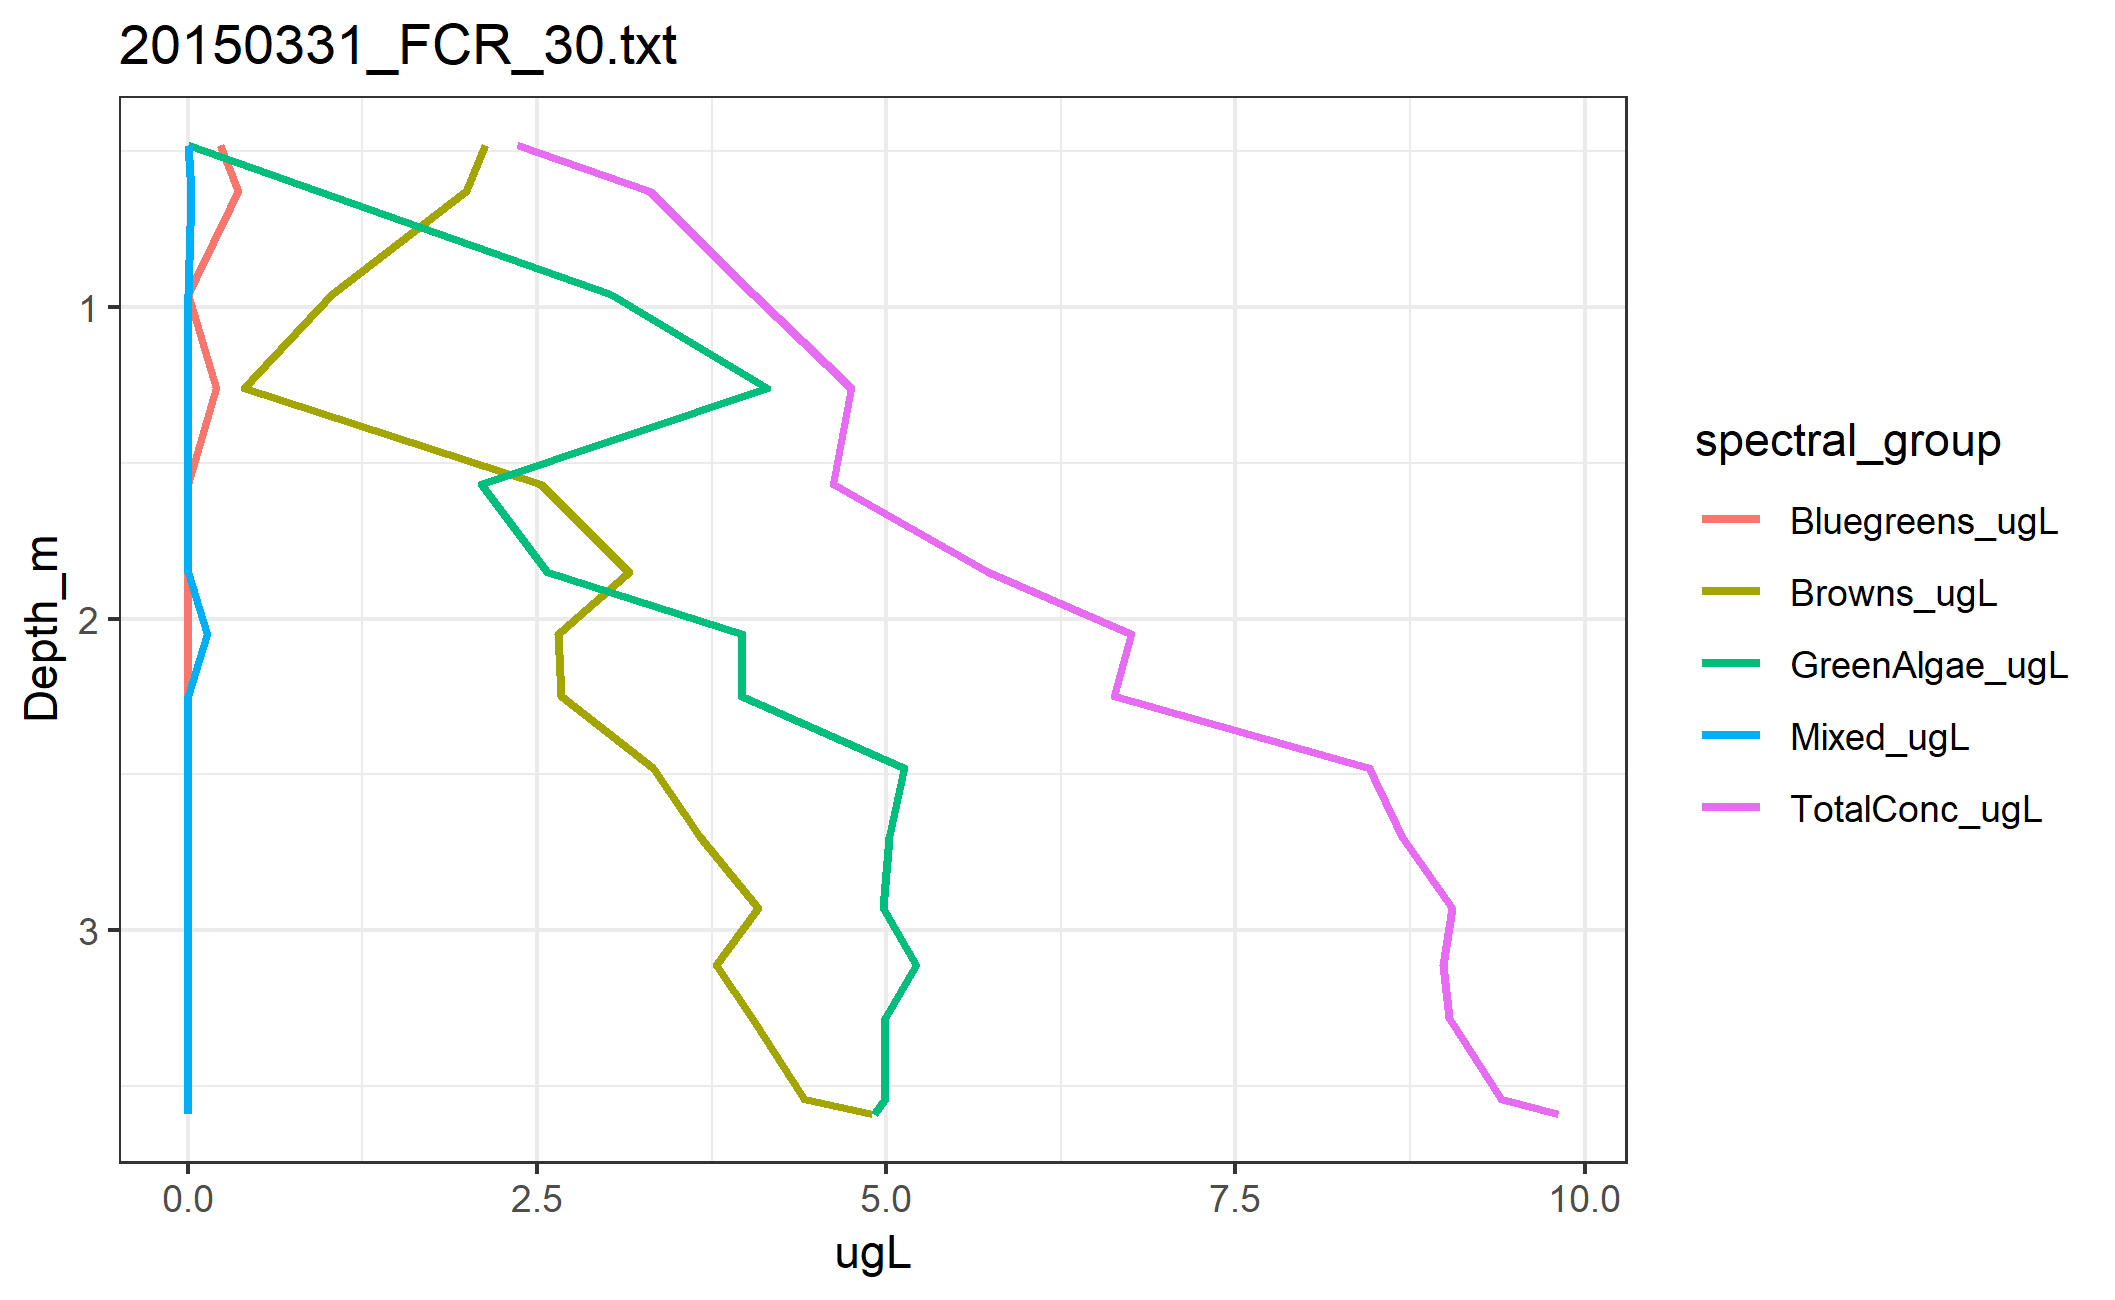 20150331_FCR_30.txt
Depth_m
1
2
3
0.0 2.5 5.0 7.5 10.0
ugL
spectral_group
Bluegreens_ugL
Browns_ugL
GreenAlgae_ugL
Mixed_ugL
TotalConc_ugL